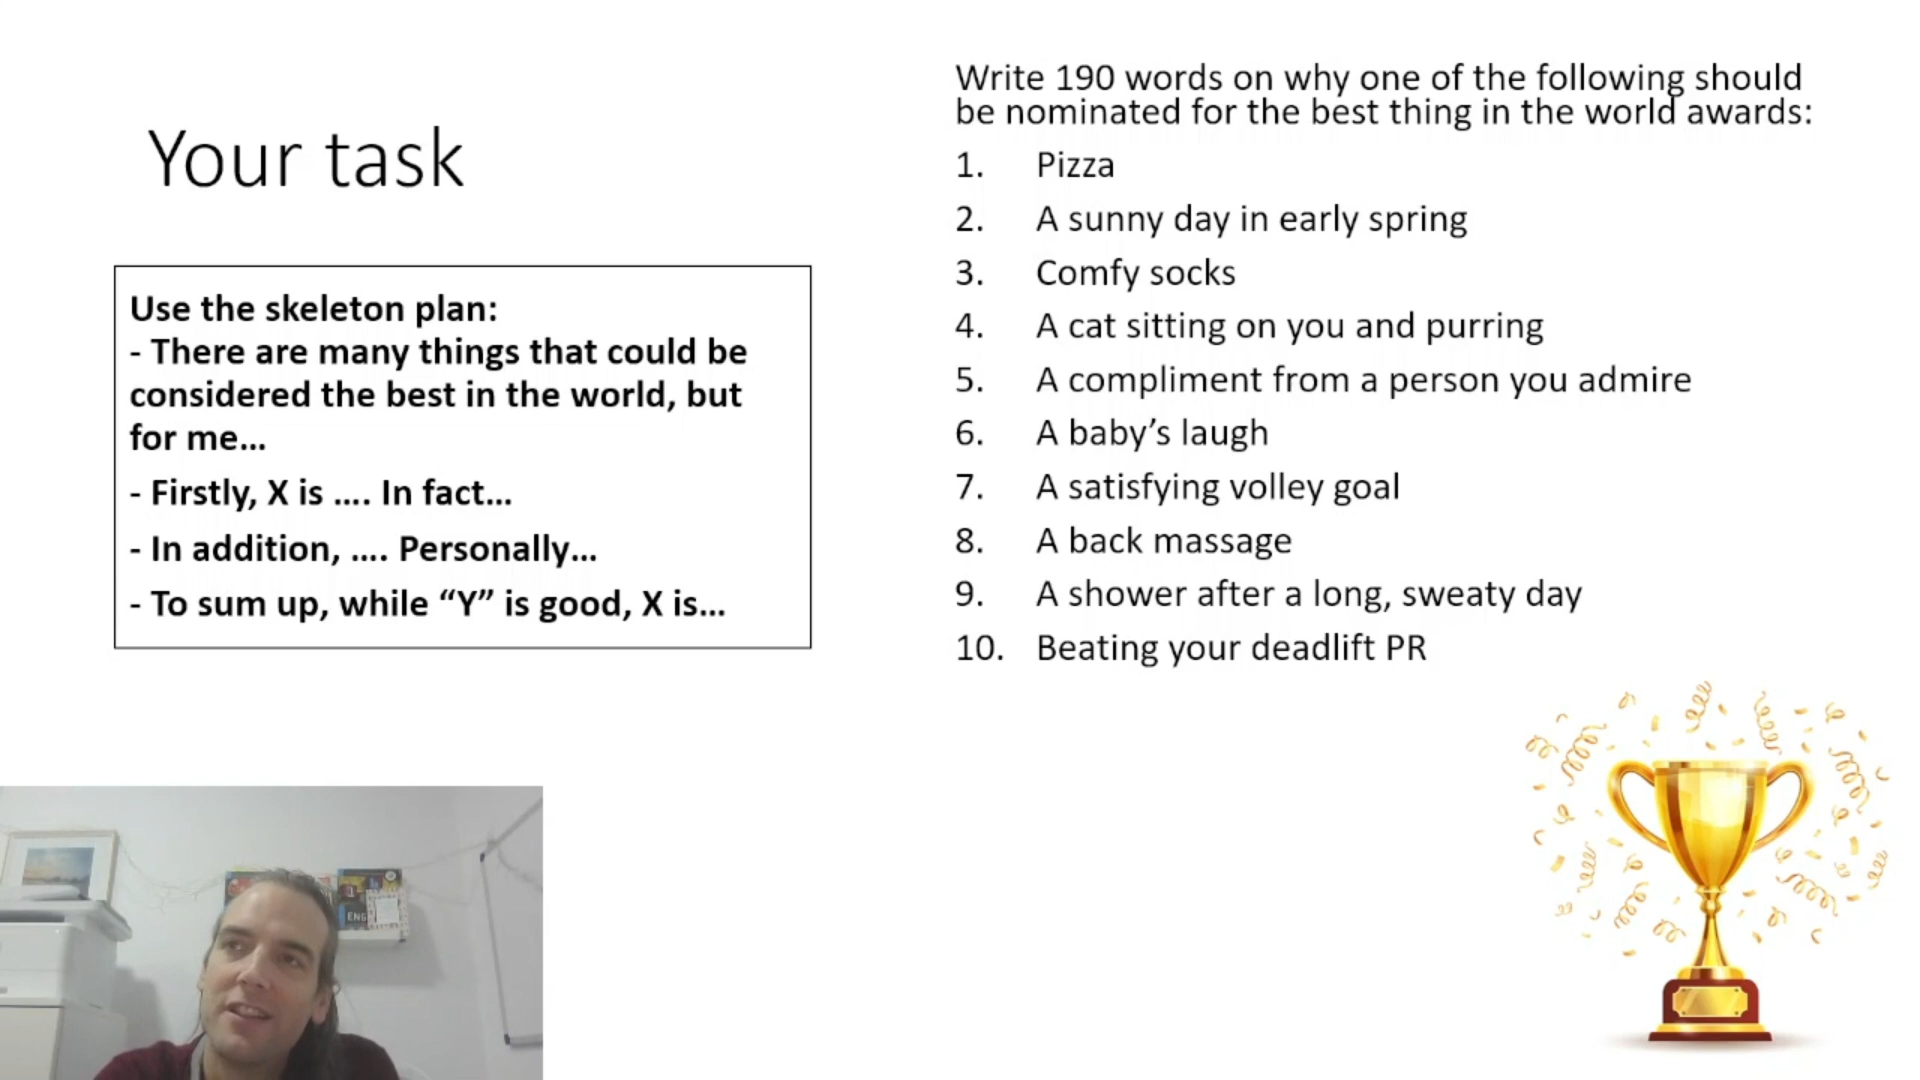 Your task
Use the skeleton plan:
- There are many things that could be
considered the best in the world, but
for me...
- Firstly, X is .... In fact...
- In addition, .... Personally...
- To sum up, while “Y” is good, X is...
Write 190 words on why one of the following should
be nominated for the best thing in the world awards:
1. Pizza
2. A sunny day in early spring
3. Comfy socks
4. A cat sitting on you and purring
5. A compliment from a person you admire
6. A baby’s laugh
7. A satisfying volley goal
8. A back massage
9. A shower after a long, sweaty day
10. Beating your deadlift PR
ENG